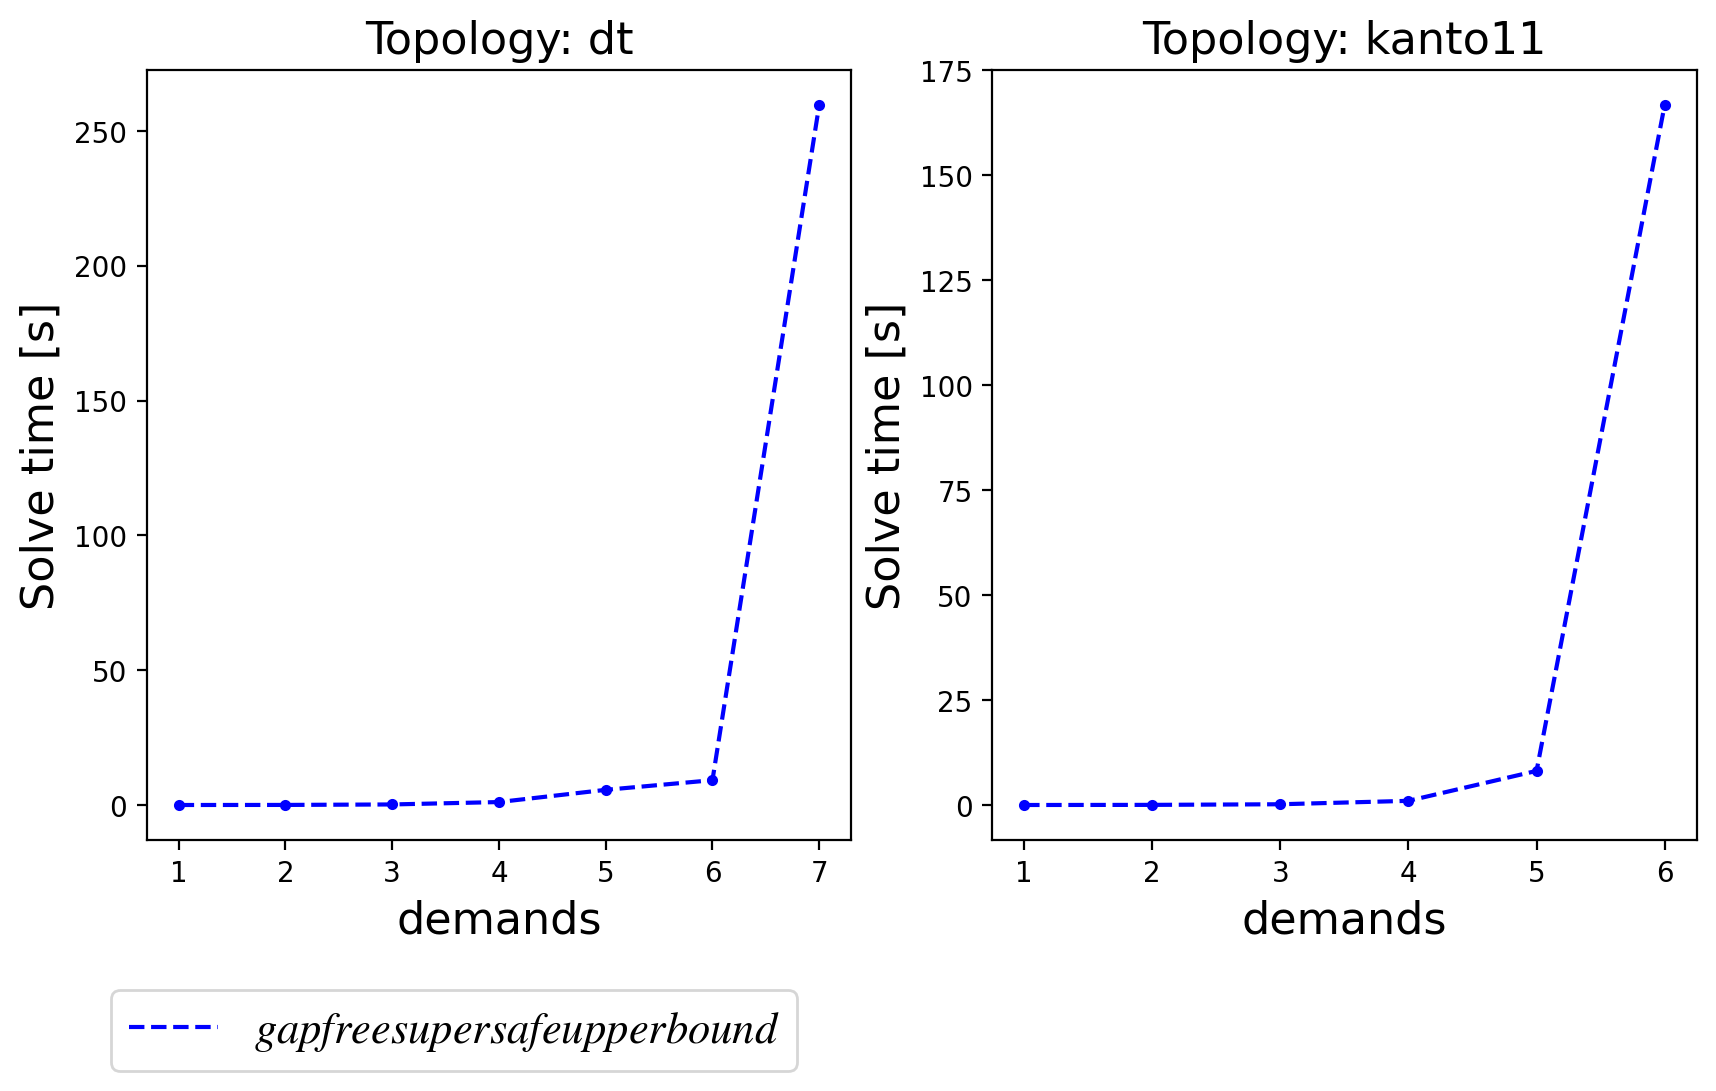 Topology: dt
Solve time [s]
250
200
150
100
50
0
1 2 3 4 5 6 7
demands
Topology: kanto11
Solve time [s]
175
150
125
100
75
50
25
0
1 2 3 4 5 6
demands
gapfreesupersafeupperbound